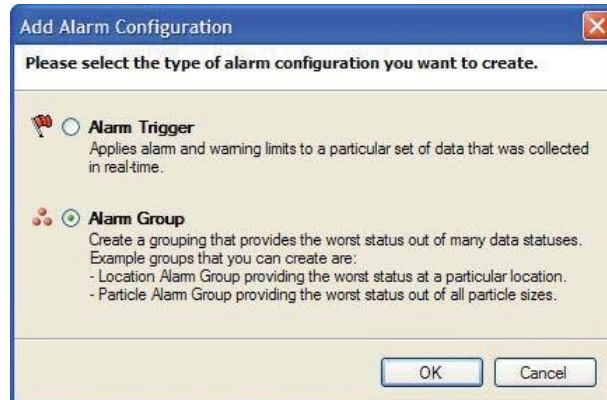 Add Alarm Configuration
Please select the type of alarm configuration you want to create.
Alarm Trigger
Applies alarm and warning limits to a particular set of data that was collected
in real-time.
Alarm Group
Create a grouping that provides the worst status out of many data statuses.
Example groups that you can create are:
- Location Alarm Group providing the worst status at a particular location.
- Particle Alarm Group providing the worst status out of all particle sizes.
OK Cancel